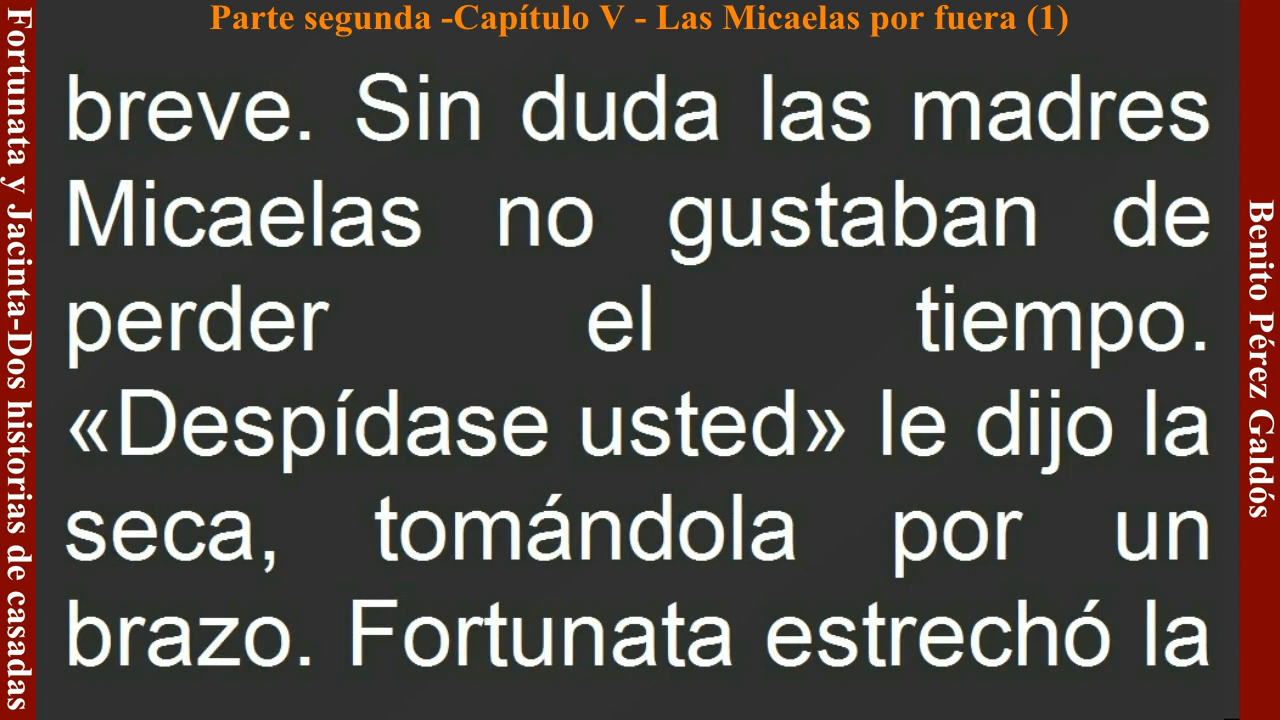 Parte segunda -Capítulo V - Las Micaelas por fuera (1)
Fortunata y Jacinta-Dos historias de casadas
breve. Sin duda las madres
Micaelas no gustaban de
perder el tiempo.
«Despídase usted» le dijo la
seca, tomándola por un
brazo. Fortunata estrechó la
Benito Pérez Galdós